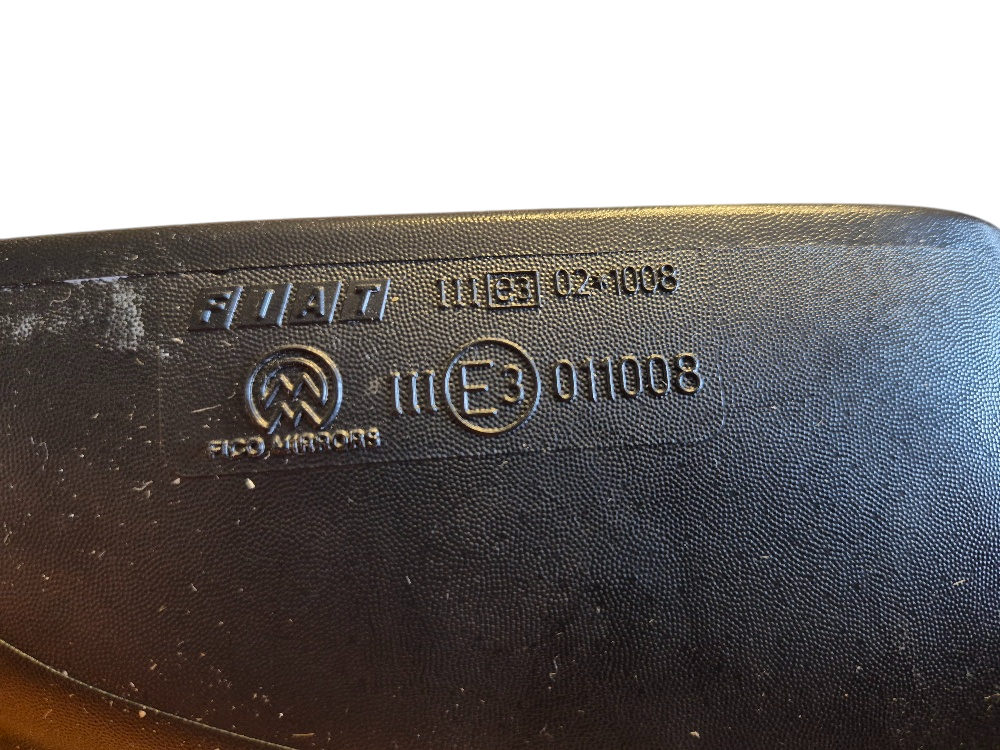 FIAT III e3 02*1008
III E3 011008
FICO MIRRORS